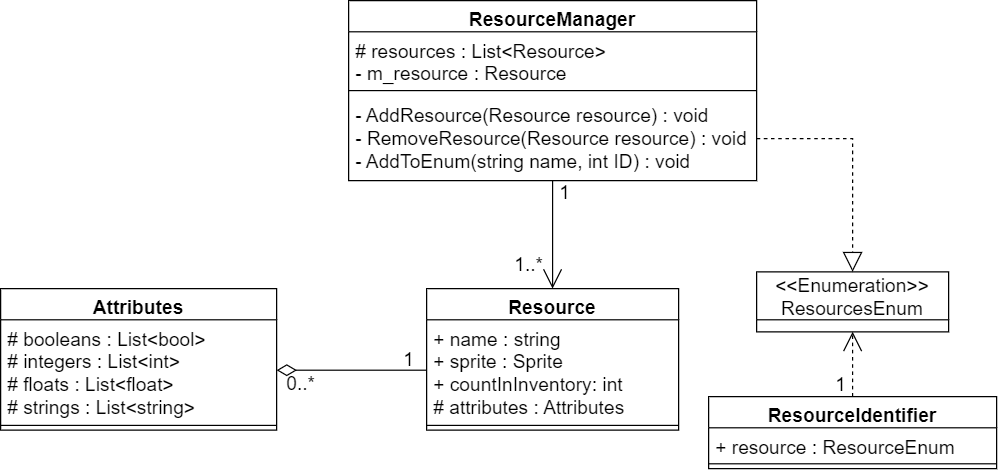 ResourceManager
# resources : List<Resource>
- m_resource : Resource
- AddResource(Resource resource) : void
- RemoveResource(Resource resource) : void
- AddToEnum(string name, int ID) : void
1
1..*
<<Enumeration>>
ResourcesEnum
Attributes
# booleans : List<bool>
# integers : List<int>
# floats : List<float>
# strings : List<string>
1
0..*
Resource
+ name : string
+ sprite : Sprite
+ countInInventory: int
# attributes : Attributes
1
ResourceIdentifier
+ resource : ResourceEnum